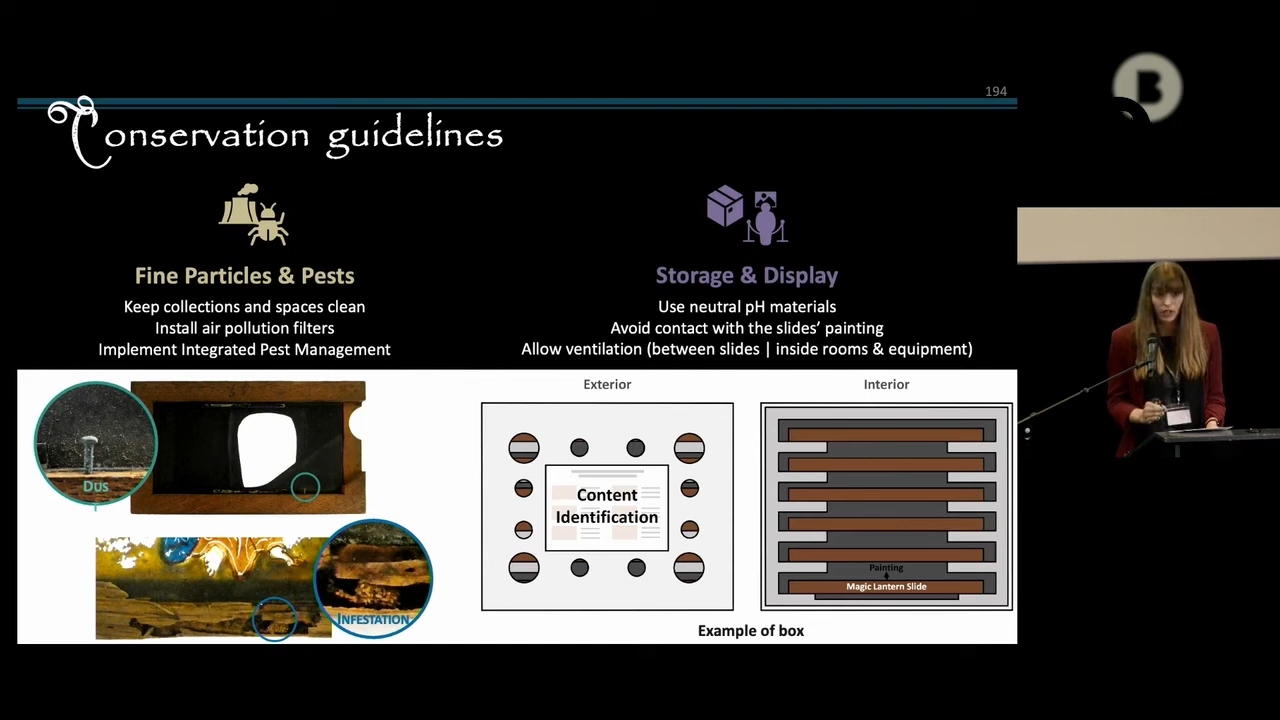 194
Conservation guidelines
B
Fine Particles & Pests
Keep collections and spaces clean
Install air pollution filters
Implement Integrated Pest Management
Storage & Display
Use neutral pH materials
Avoid contact with the slides’ painting
Allow ventilation (between slides | inside rooms & equipment)
Dus
t
INFESTATION
Exterior
Content
Identification
Interior
Painting
Magic Lantern Slide
Example of box